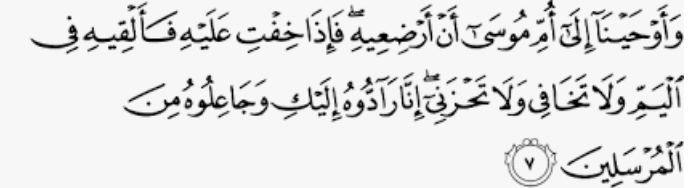 وَأَوْحَيْنَآ إِلَىٰٓ أُمِّ مُوسَىٰٓ أَنْ أَرْضِعِيهِ ۖ فَإِذَا خِفْتِ عَلَيْهِ فَأَلْقِيهِ فِى
ٱلْيَمِّ وَلَا تَخَافِى وَلَا تَحْزَنِىٓ ۖ إِنَّا رَآدُّوهُ إِلَيْكِ وَجَاعِلُوهُ مِنَ
ٱلْمُرْسَلِينَ ٧